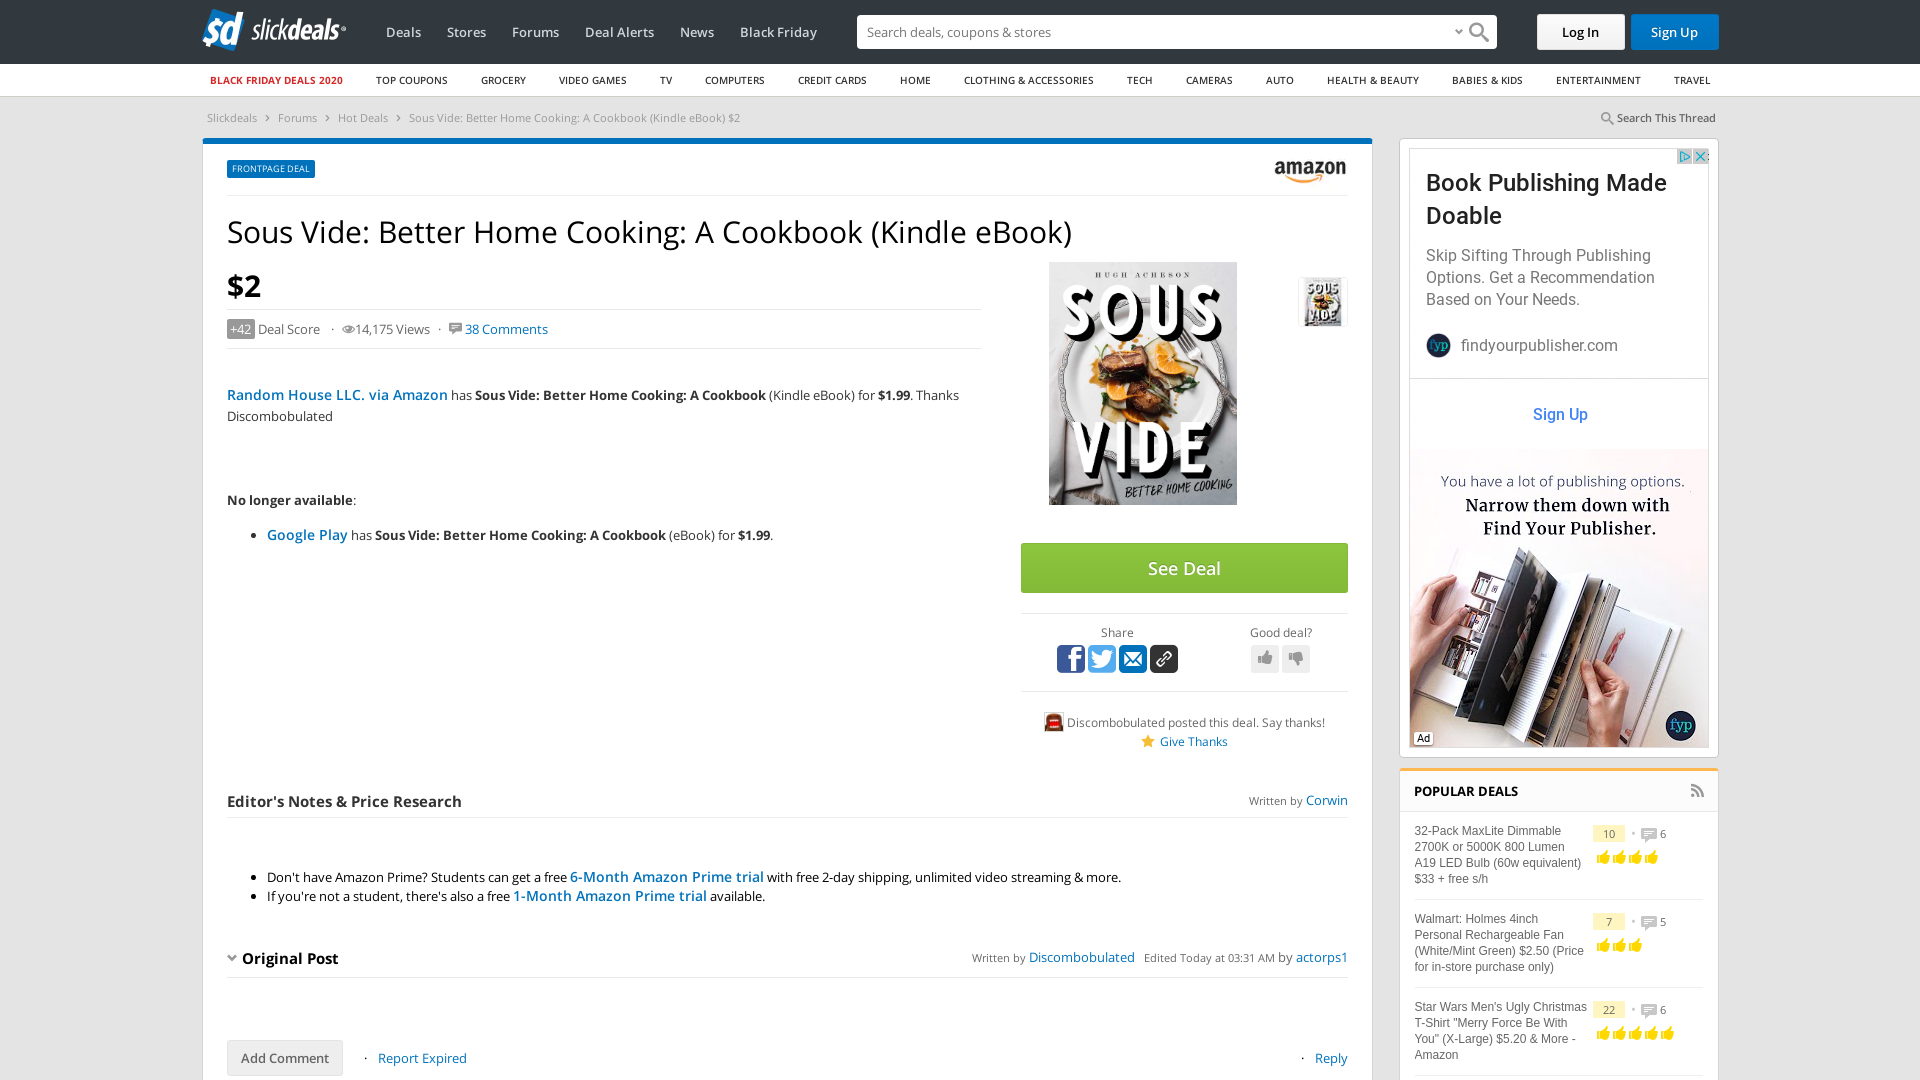 slickdeals
Deals
Stores
Forums
Deal Alerts
News
Black Friday
Search deals, coupons & stores
Log In
Sign Up
BLACK FRIDAY DEALS 2020
TOP COUPONS
GROCERY
VIDEO GAMES
TV
COMPUTERS
CREDIT CARDS
HOME
CLOTHING & ACCESSORIES
TECH
CAMERAS
AUTO
HEALTH & BEAUTY
BABIES & KIDS
ENTERTAINMENT
TRAVEL
Slickdeals › Forums › Hot Deals › Sous Vide: Better Home Cooking: A Cookbook (Kindle eBook) $2
Search This Thread
FRONTPAGE DEAL
amazon
Sous Vide: Better Home Cooking: A Cookbook (Kindle eBook)
$2
+42 Deal Score · 14,175 Views · 38 Comments
Random House LLC. via Amazon has Sous Vide: Better Home Cooking: A Cookbook (Kindle eBook) for $1.99. Thanks
Discombobulated
No longer available:
Google Play has Sous Vide: Better Home Cooking: A Cookbook (eBook) for $1.99.
HUGH ACHESON
SOUS
VIDE
BETTER HOME COOKING
SOUS
VIDE
See Deal
Share
Good deal?
Discombobulated posted this deal. Say thanks!
Give Thanks
Editor's Notes & Price Research
Written by Corwin
Don't have Amazon Prime? Students can get a free 6-Month Amazon Prime trial with free 2-day shipping, unlimited video streaming & more.
If you're not a student, there's also a free 1-Month Amazon Prime trial available.
Original Post
Written by Discombobulated Edited Today at 03:31 AM by actorps1
Add Comment
· Report Expired
· Reply
Book Publishing Made
Doable
Skip Sifting Through Publishing
Options. Get a Recommendation
Based on Your Needs.
fyp
findyourpublisher.com
Sign Up
You have a lot of publishing options.
Narrow them down with
Find Your Publisher.
fyp
Ad
POPULAR DEALS
32-Pack MaxLite Dimmable
2700K or 5000K 800 Lumen
A19 LED Bulb (60w equivalent)
$33 + free s/h
10 • 6
Walmart: Holmes 4inch
Personal Rechargeable Fan
(White/Mint Green) $2.50 (Price
for in-store purchase only)
7 • 5
Star Wars Men's Ugly Christmas
T-Shirt "Merry Force Be With
You" (X-Large) $5.20 & More -
Amazon
22 • 6